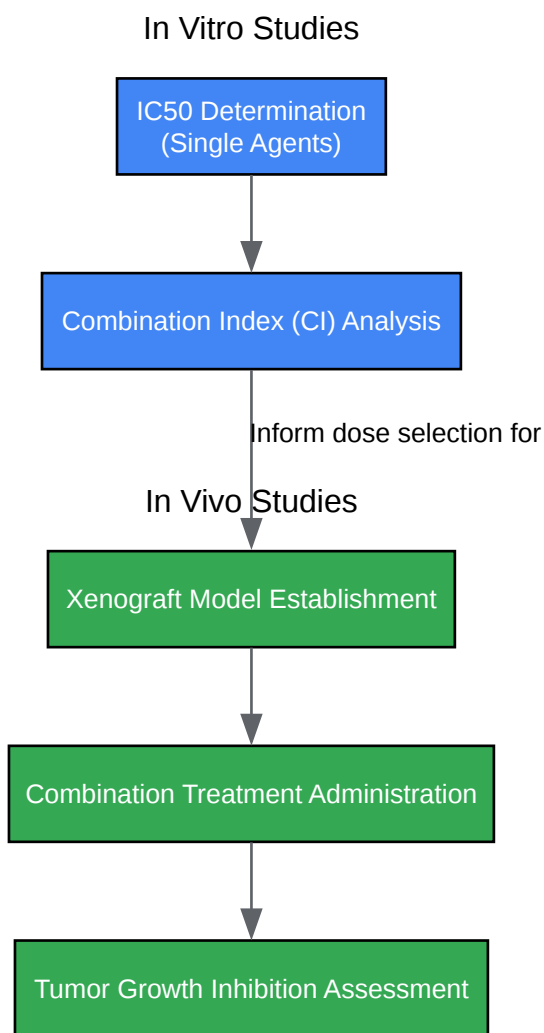 In Vitro Studies
IC50 Determination
(Single Agents)
Combination Index (CI) Analysis
Inform dose selection for
In Vivo Studies
Xenograft Model Establishment
Combination Treatment Administration
Tumor Growth Inhibition Assessment